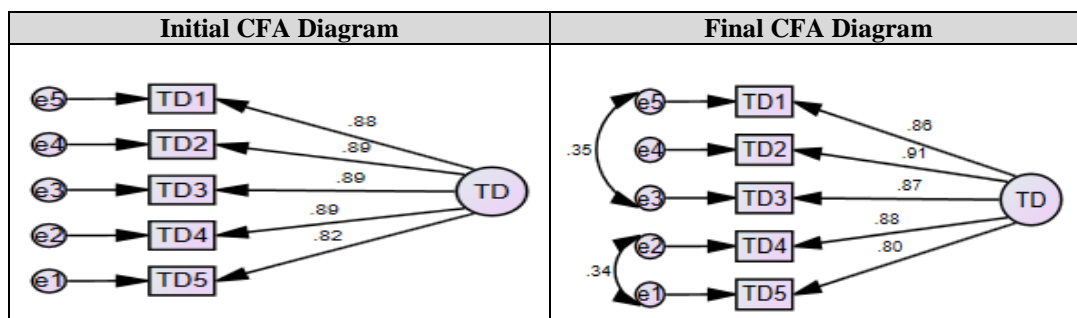 Initial CFA Diagram
Final CFA Diagram
e5 TD1
.88
e4 TD2
.89
e3 TD3
.89
TD
.89
e2 TD4
.82
e1 TD5
e5 TD1
.86
e4 TD2
.35
.91
e3 TD3
.87
TD
.88
e2 TD4
.80
.34
e1 TD5